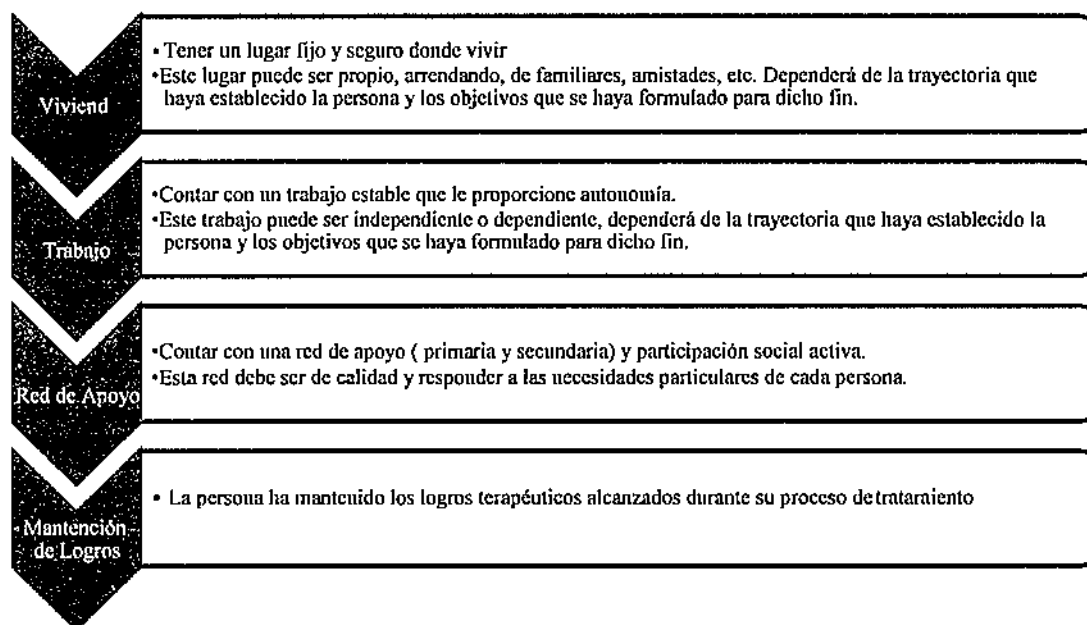 Viviend
• Tener un lugar fijo y seguro donde vivir
•Este lugar puede ser propio, arrendando, de familiares, amistades, etc. Dependerá de la trayectoria que
haya establecido la persona y los objetivos que se haya formulado para dicho fin.
Trabajo
•Contar con un trabajo estable que le proporcione autonomía.
•Este trabajo puede ser independiente o dependiente, dependerá de la trayectoria que haya establecido la
persona y los objetivos que se haya formulado para dicho fin.
Red de Apoyo
•Contar con una red de apoyo ( primaria y secundaria) y participación social activa.
•Esta red debe ser de calidad y responder a las necesidades particulares de cada persona.
Mantención
de Logros
• La persona ha mantenido los logros terapéuticos alcanzados durante su proceso de tratamiento